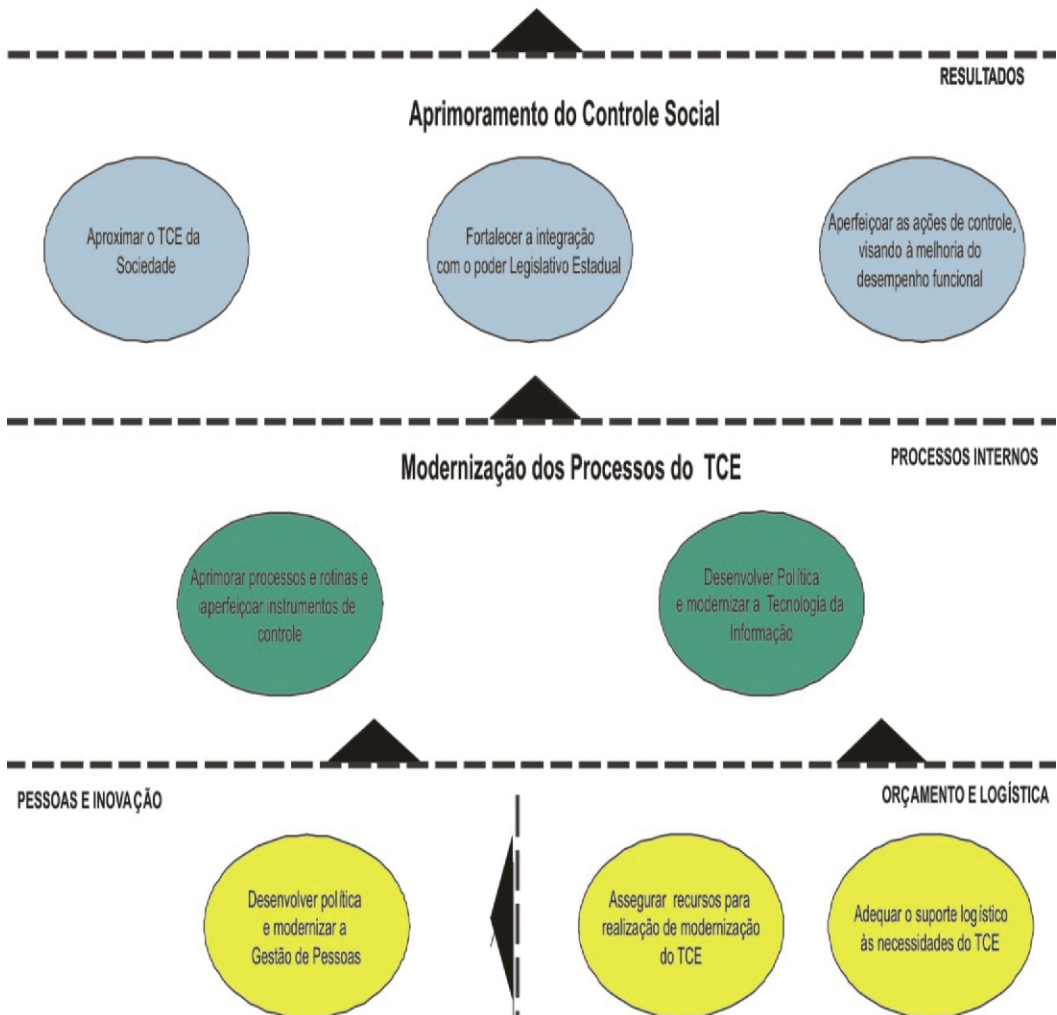 RESULTADOS
Aprimoramento do Controle Social
Aproximar o TCE da
Sociedade
Fortalecer a integração
com o poder Legislativo Estadual
Aperfeiçoar as ações de controle,
visando à melhoria do
desempenho funcional
PROCESSOS INTERNOS
Modernização dos Processos do TCE
Aprimorar processos e rotinas e
aperfeiçoar instrumentos de
controle
Desenvolver Política
e modernizar a Tecnologia da
Informação
PESSOAS E INOVAÇÃO
Desenvolver política
e modernizar a
Gestão de Pessoas
ORÇAMENTO E LOGÍSTICA
Assegurar recursos para
realização de modernização
do TCE
Adequar o suporte logístico
às necessidades do TCE